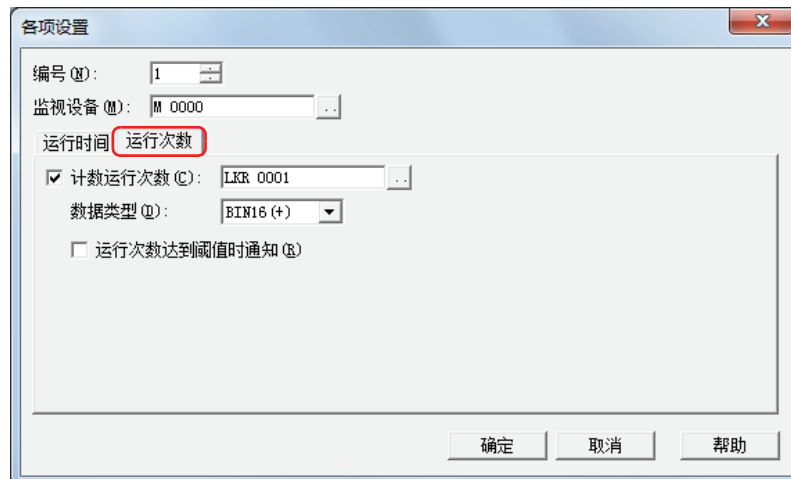 各项设置
编号(N): 1
监视设备(M): M 0000 ..
运行时间 运行次数
计数运行次数(C): LKR 0001 ..
数据类型(D): BIN16(+)
运行次数达到阈值时通知(R)
确定 取消 帮助